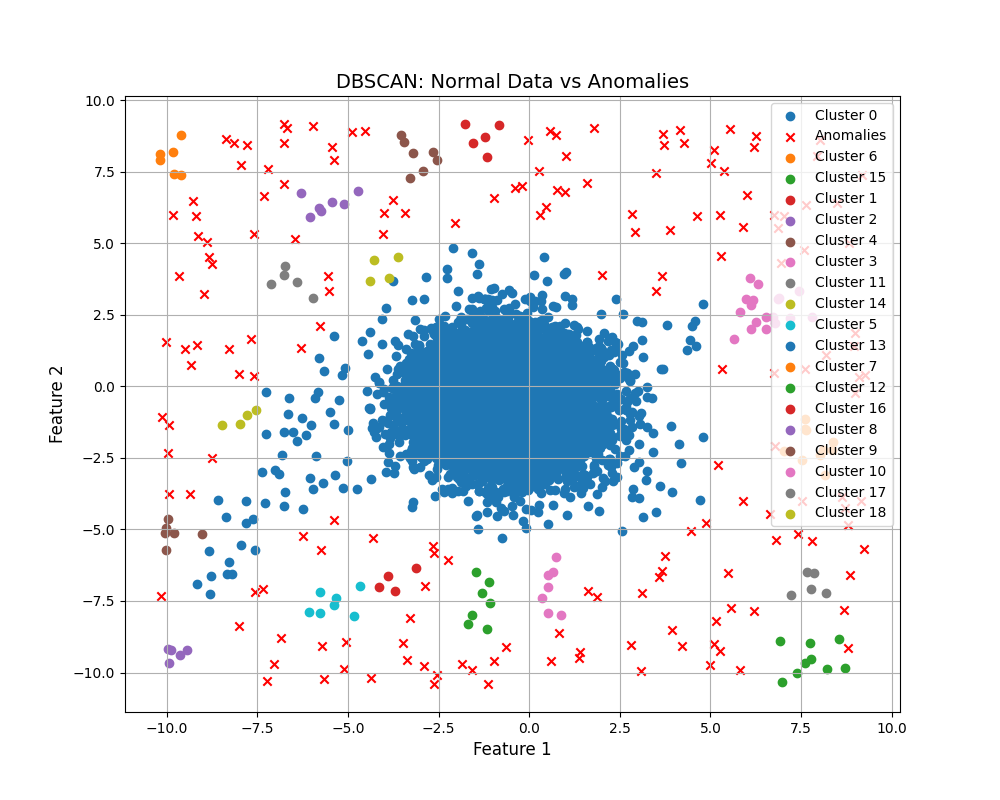 DBSCAN: Normal Data vs Anomalies
10.0
7.5
5.0
2.5
0.0
−2.5
−5.0
−7.5
−10.0
Feature 2
Cluster 0
Anomalies
Cluster 6
Cluster 15
Cluster 1
Cluster 2
Cluster 4
Cluster 3
Cluster 11
Cluster 14
Cluster 5
Cluster 13
Cluster 7
Cluster 12
Cluster 16
Cluster 8
Cluster 9
Cluster 10
Cluster 17
Cluster 18
−10.0 −7.5 −5.0 −2.5 0.0 2.5 5.0 7.5 10.0
Feature 1